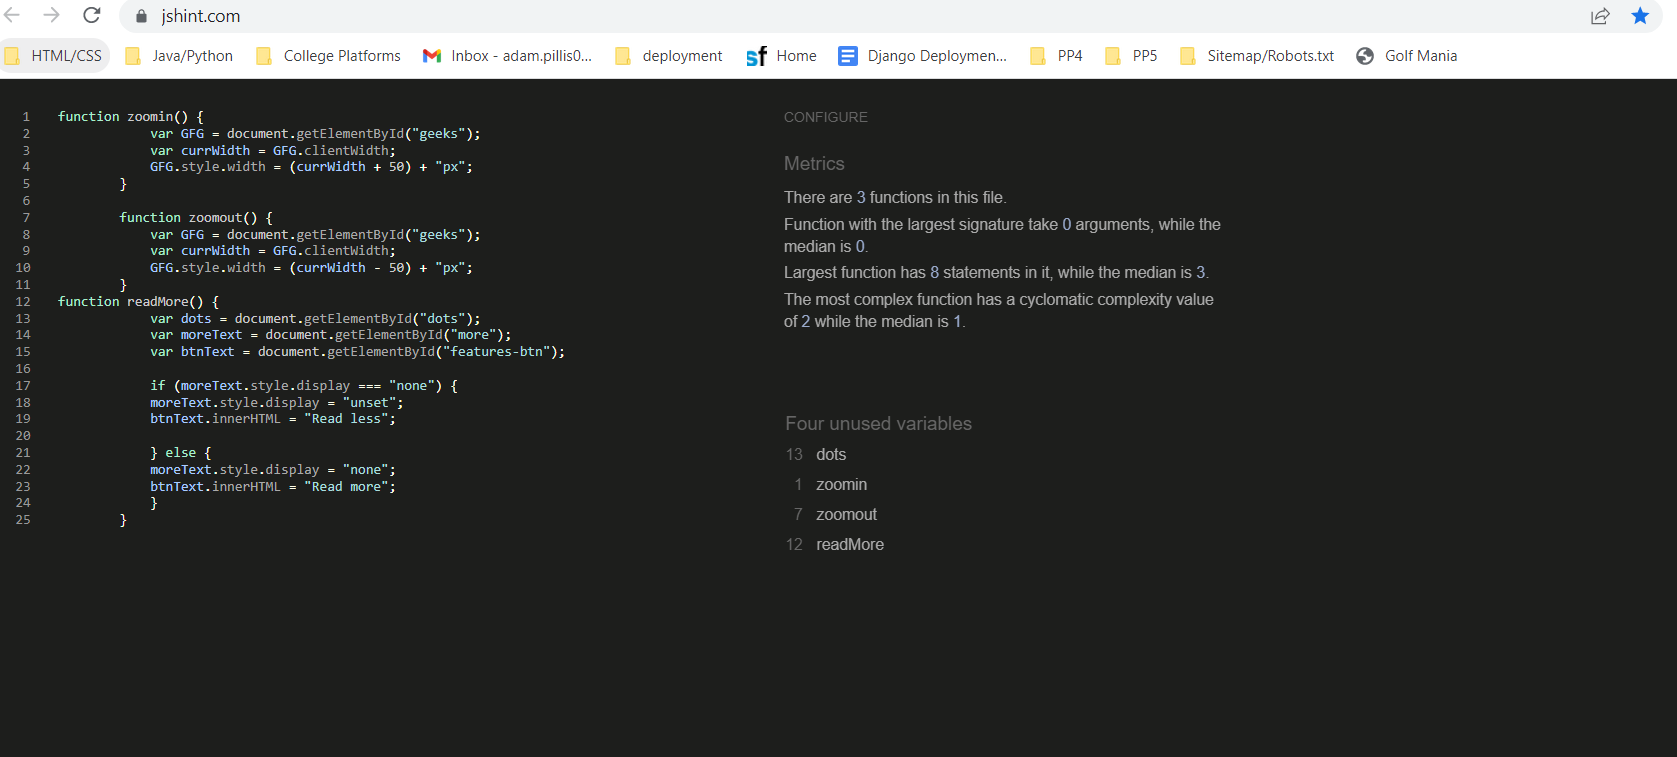 jshint.com
HTML/CSS Java/Python College Platforms Inbox - adam.pillis0... deployment sf Home Django Deploymen... PP4 PP5 Sitemap/Robots.txt Golf Mania
1 function zoomin() {
2 var GFG = document.getElementById("geeks");
3 var currWidth = GFG.clientWidth;
4 GFG.style.width = (currWidth + 50) + "px";
5 }
6
7 function zoomout() {
8 var GFG = document.getElementById("geeks");
9 var currWidth = GFG.clientWidth;
10 GFG.style.width = (currWidth - 50) + "px";
11 }
12 function readMore() {
13 var dots = document.getElementById("dots");
14 var moreText = document.getElementById("more");
15 var btnText = document.getElementById("features-btn");
16
17 if (moreText.style.display === "none") {
18 moreText.style.display = "unset";
19 btnText.innerHTML = "Read less";
20
21 } else {
22 moreText.style.display = "none";
23 btnText.innerHTML = "Read more";
24 }
25 }
CONFIGURE
Metrics
There are 3 functions in this file.
Function with the largest signature take 0 arguments, while the
median is 0.
Largest function has 8 statements in it, while the median is 3.
The most complex function has a cyclomatic complexity value
of 2 while the median is 1.
Four unused variables
13 dots
1 zoomin
7 zoomout
12 readMore